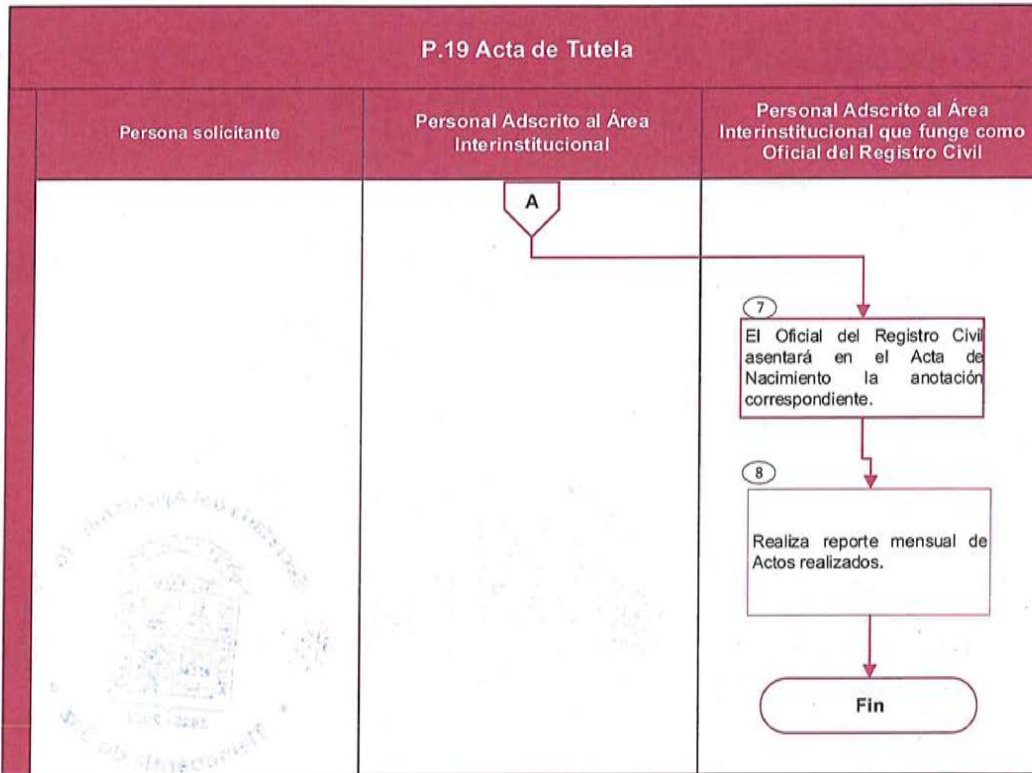 P.19 Acta de Tutela
Persona solicitante
Personal Adscrito al Área
Interinstitucional
Personal Adscrito al Área
Interinstitucional que funge como
Oficial del Registro Civil
A
7
El Oficial del Registro Civil
asentará en el Acta de
Nacimiento la anotación
correspondiente.
8
Realiza reporte mensual de
Actos realizados.
Fin